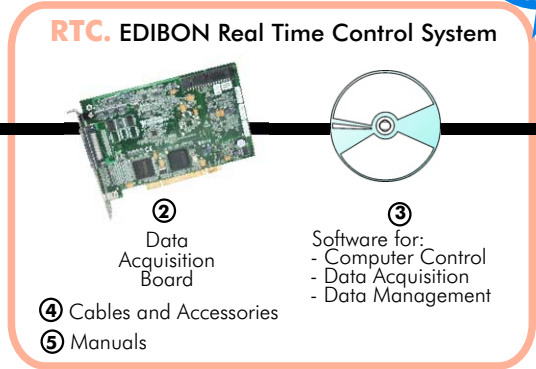 RTC. EDIBON Real Time Control System
2
Data
Acquisition
Board
3
Software for:
- Computer Control
- Data Acquisition
- Data Management
4 Cables and Accessories
5 Manuals